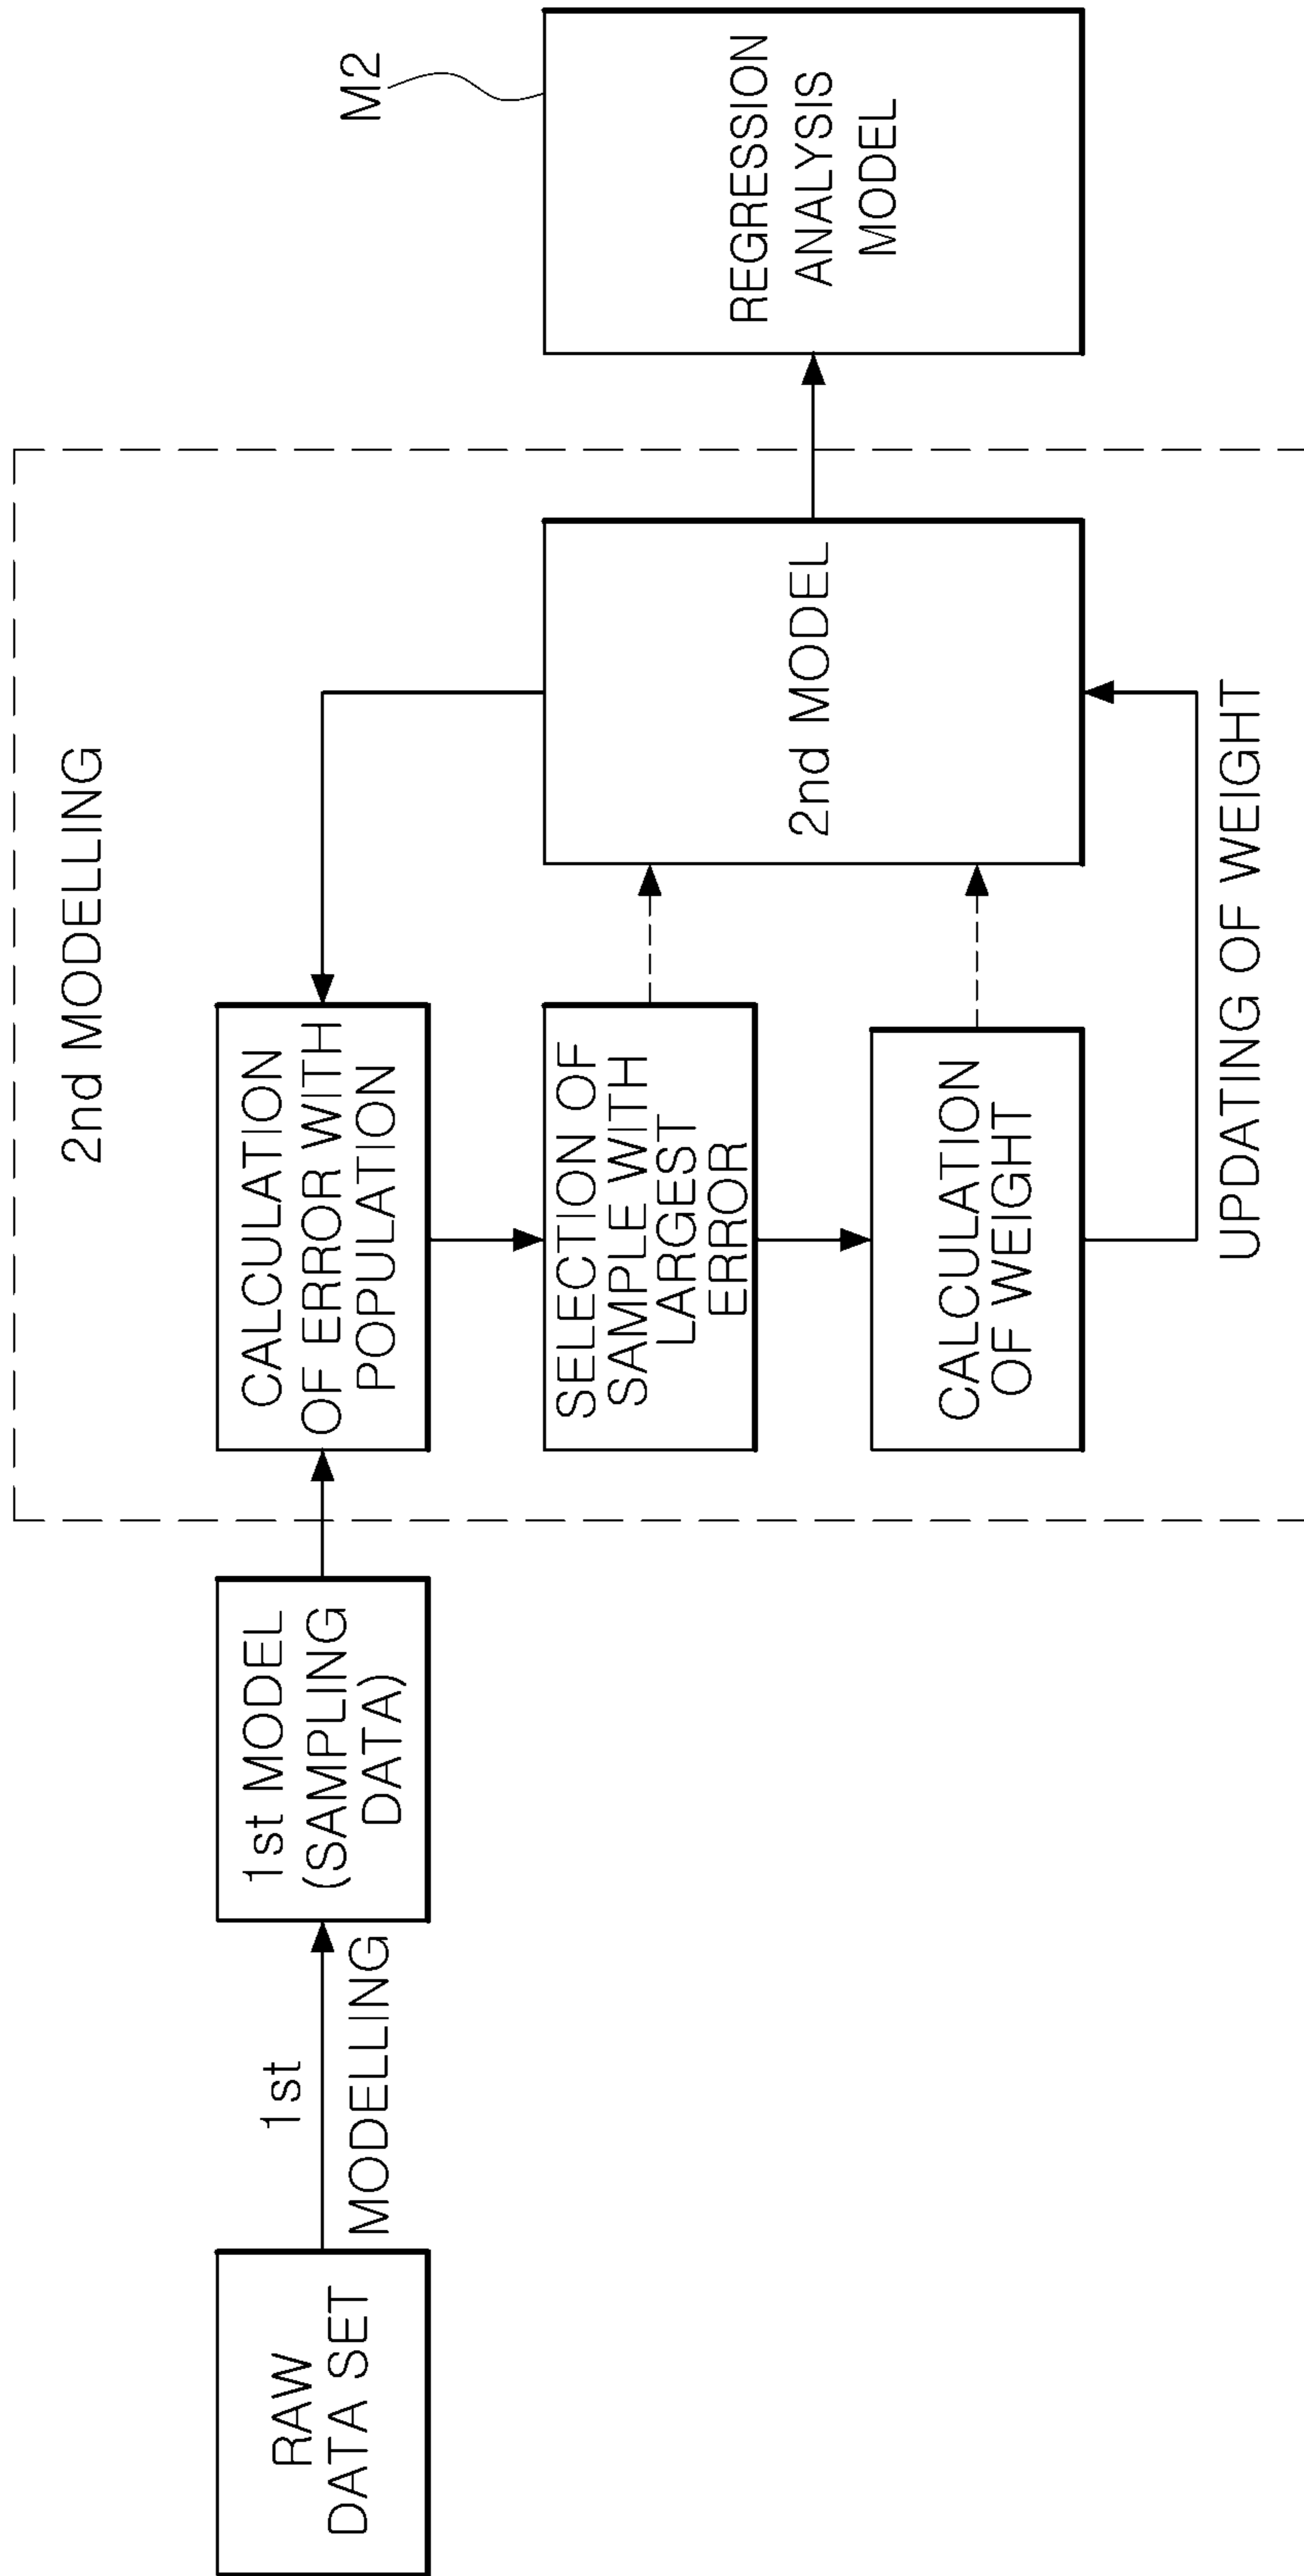 RAW
DATA SET
1st
MODELLING
1st MODEL
(SAMPLING
DATA)
2nd MODELLING
CALCULATION
OF ERROR WITH
POPULATION
SELECTION OF
SAMPLE WITH
LARGEST
ERROR
CALCULATION
OF WEIGHT
2nd MODEL
UPDATING OF WEIGHT
M2
REGRESSION
ANALYSIS
MODEL